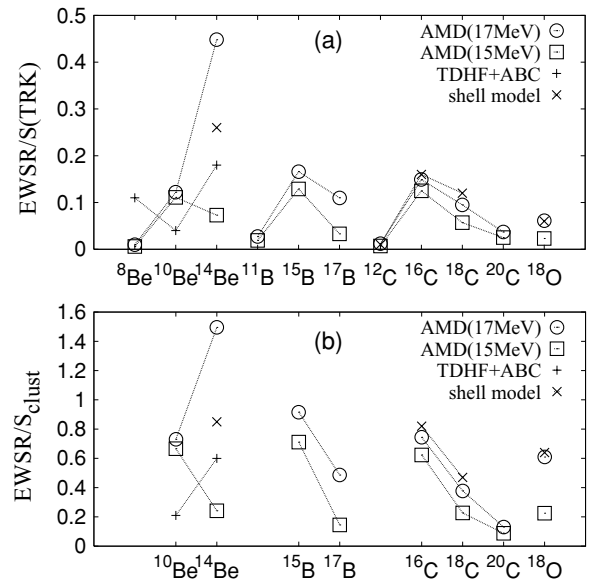 (a)
AMD(17MeV)
AMD(15MeV)
TDHF+ABC
shell model
EWSR/S(TRK)
0.5
0.4
0.3
0.2
0.1
0
⁸Be ¹⁰Be ¹⁴Be ¹¹B ¹⁵B ¹⁷B ¹²C ¹⁶C ¹⁸C ²⁰C ¹⁸O
(b)
AMD(17MeV)
AMD(15MeV)
TDHF+ABC
shell model
EWSR/S_clust
1.6
1.4
1.2
1
0.8
0.6
0.4
0.2
0
¹⁰Be ¹⁴Be ¹⁵B ¹⁷B ¹⁶C ¹⁸C ²⁰C ¹⁸O